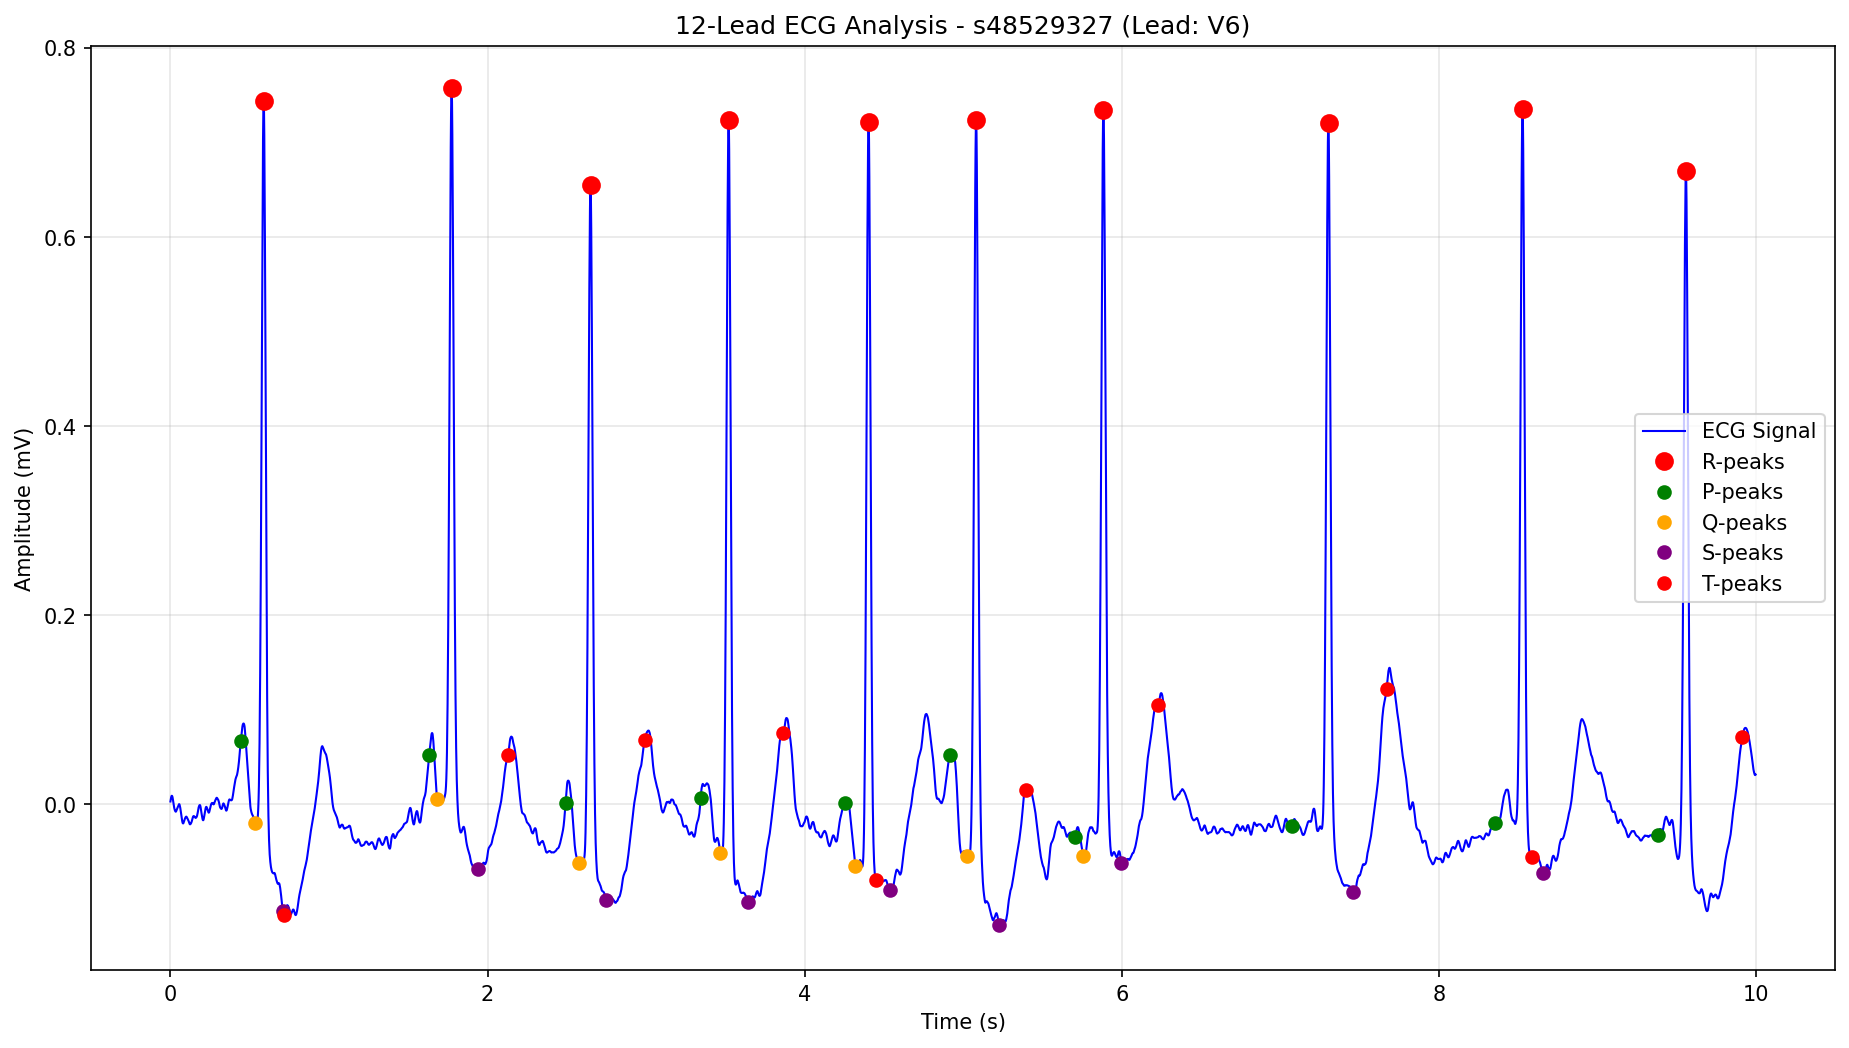 12-Lead ECG Analysis - s48529327 (Lead: V6)
Amplitude (mV)
0.8
0.6
0.4
0.2
0.0
ECG Signal
R-peaks
P-peaks
Q-peaks
S-peaks
T-peaks
0 2 4 6 8 10
Time (s)